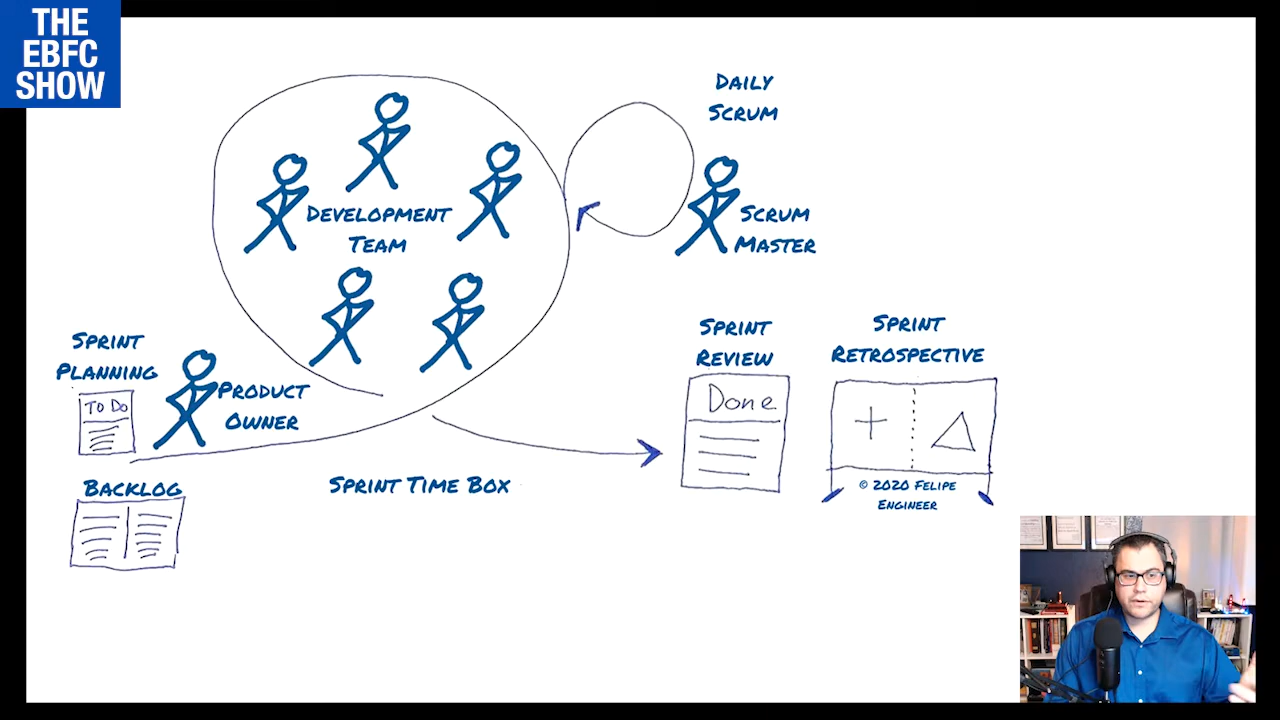 THE
EBFC
SHOW
DAILY
SCRUM
DEVELOPMENT
TEAM
SCRUM
MASTER
SPRINT
PLANNING
TO DO
PRODUCT
OWNER
BACKLOG
SPRINT TIME BOX
SPRINT
REVIEW
Done
SPRINT
RETROSPECTIVE
+
© 2020 FELIPE
ENGINEER